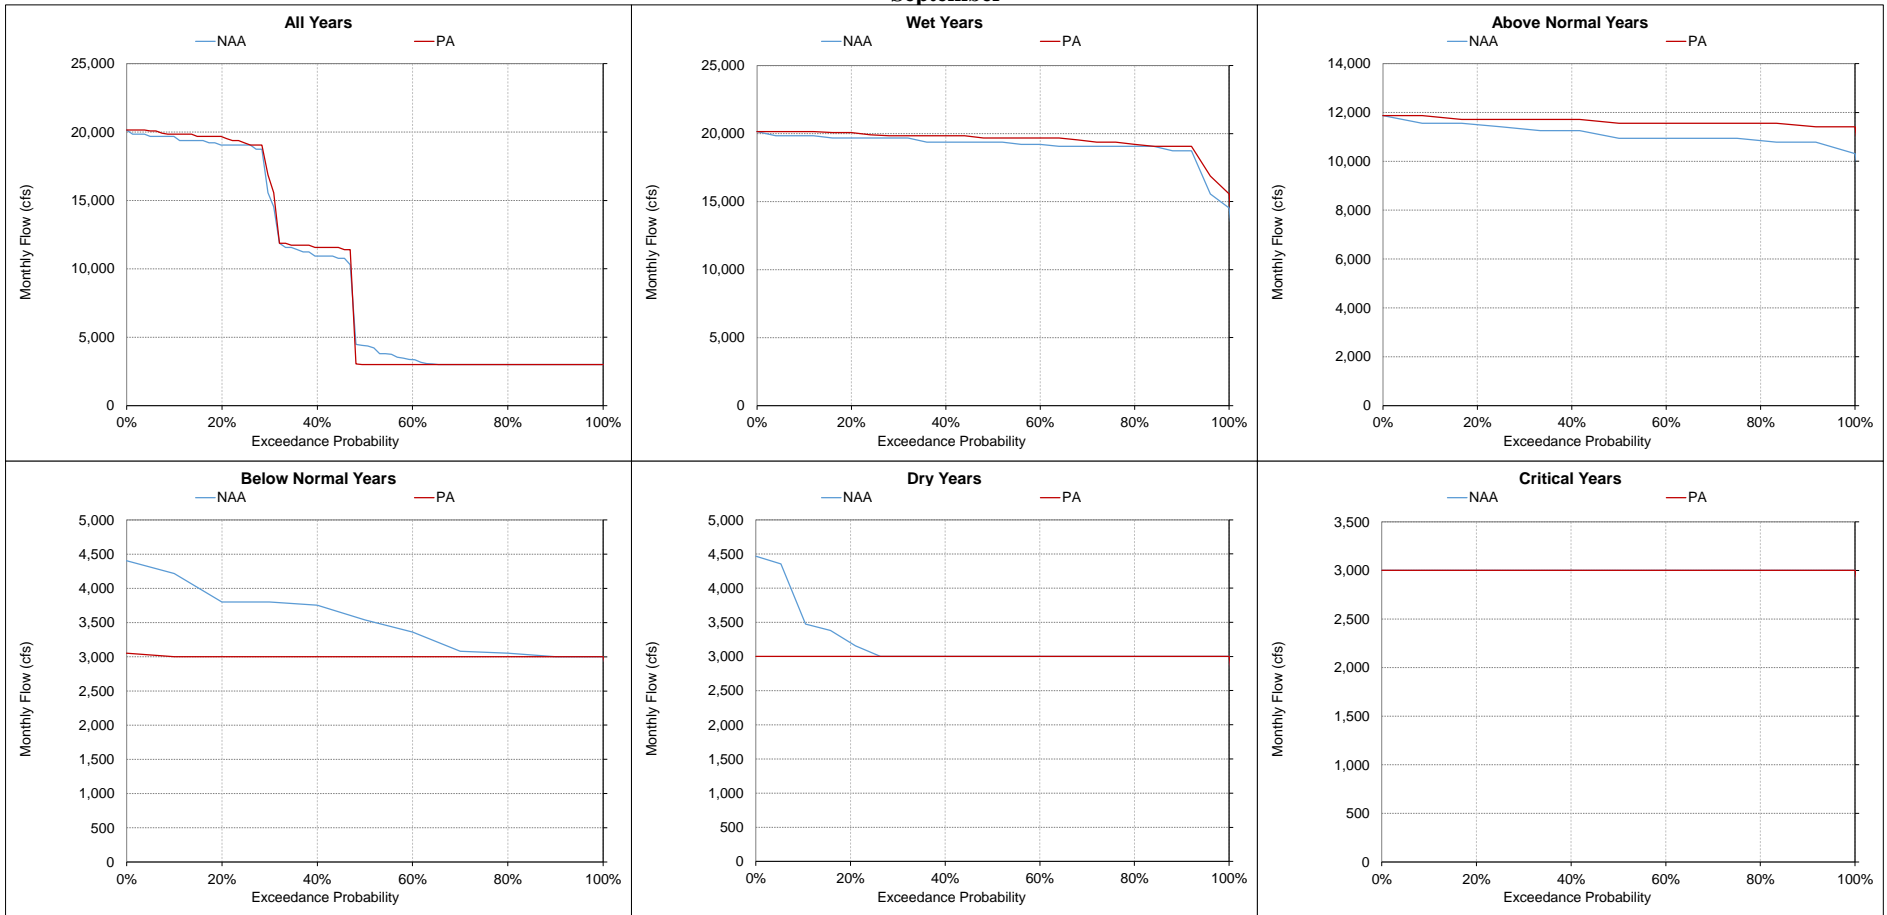 September
All Years
NAA PA
25,000
20,000
15,000
10,000
5,000
0
Monthly Flow (cfs)
0% 20% 40% 60% 80% 100%
Exceedance Probability
Wet Years
NAA PA
25,000
20,000
15,000
10,000
5,000
0
Monthly Flow (cfs)
0% 20% 40% 60% 80% 100%
Exceedance Probability
Above Normal Years
NAA PA
14,000
12,000
10,000
8,000
6,000
4,000
2,000
0
Monthly Flow (cfs)
0% 20% 40% 60% 80% 100%
Exceedance Probability
Below Normal Years
NAA PA
5,000
4,500
4,000
3,500
3,000
2,500
2,000
1,500
1,000
500
0
Monthly Flow (cfs)
0% 20% 40% 60% 80% 100%
Exceedance Probability
Dry Years
NAA PA
5,000
4,500
4,000
3,500
3,000
2,500
2,000
1,500
1,000
500
0
Monthly Flow (cfs)
0% 20% 40% 60% 80% 100%
Exceedance Probability
Critical Years
NAA PA
3,500
3,000
2,500
2,000
1,500
1,000
500
0
Monthly Flow (cfs)
0% 20% 40% 60% 80% 100%
Exceedance Probability